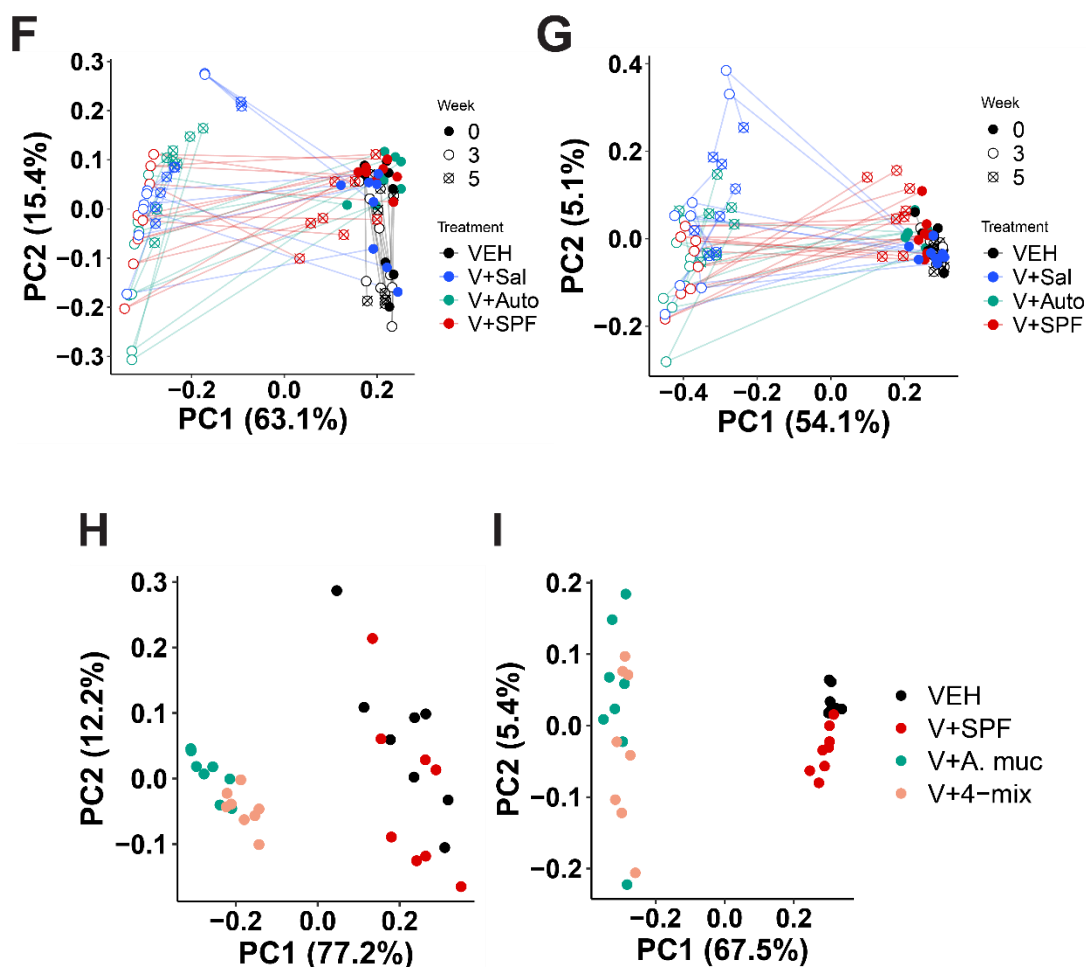 F
0.3
0.2
0.1
0.0
−0.1
−0.2
−0.3
PC2 (15.4%)
−0.2
0.0
0.2
PC1 (63.1%)
Week
0
3
5
Treatment
VEH
V+Sal
V+Auto
V+SPF
G
0.4
0.2
0.0
−0.2
PC2 (5.1%)
−0.4
−0.2
0.0
0.2
PC1 (54.1%)
Week
0
3
5
Treatment
VEH
V+Sal
V+Auto
V+SPF
H
0.3
0.2
0.1
0.0
−0.1
PC2 (12.2%)
−0.2
0.0
0.2
PC1 (77.2%)
I
0.2
0.1
0.0
−0.1
−0.2
PC2 (5.4%)
−0.2
0.0
0.2
PC1 (67.5%)
VEH
V+SPF
V+A. muc
V+4−mix